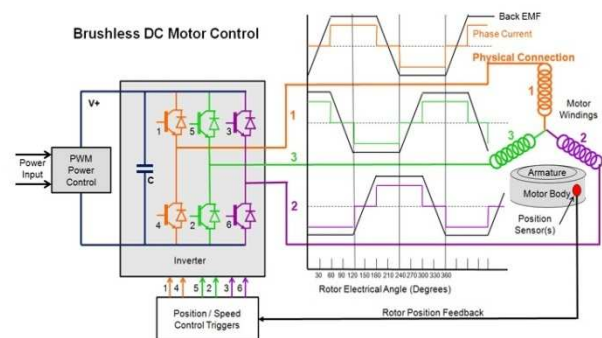 Brushless DC Motor Control
Back EMF
Phase Current
Physical Connection
V+
1
5
3
1
1
Motor
Windings
3
2
Power
Input
PWM
Power
Control
C
3
Armature
Motor Body
4
2
6
2
Position
Sensor(s)
Inverter
30 60 120 180 210 240 300 330 360
Rotor Electrical Angle (Degrees)
1 4 5 2 3 6
Position / Speed
Control Triggers
Rotor Position Feedback